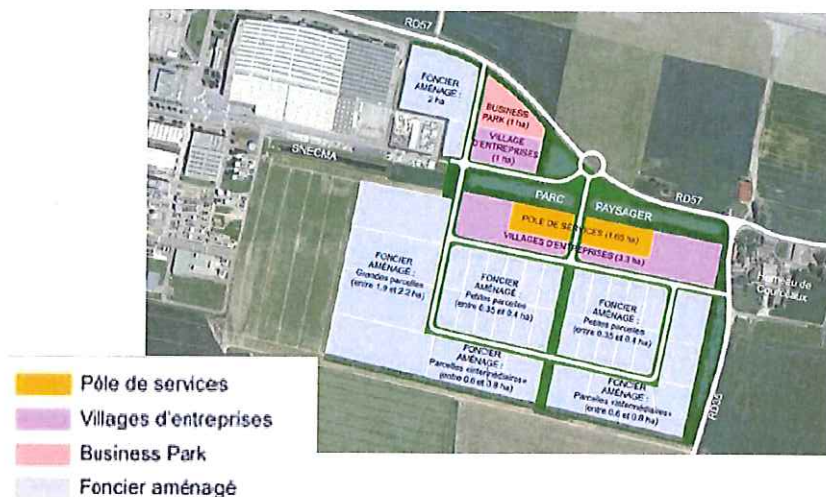 RD57
FONCIER
AMÉNAGÉ :
2 ha
BUSINESS
PARK (1 ha)
VILLAGE
D'ENTREPRISES
(1 ha)
SNECMA
PARC PAYSAGER
RD57
PÔLE DE SERVICES (1.65 ha)
VILLAGES D'ENTREPRISES (3.3 ha)
Hameau de
Courceaux
FONCIER
AMÉNAGÉ :
Grandes parcelles
(entre 1.9 et 2.2 ha)
FONCIER
AMÉNAGÉ :
Petites parcelles
(entre 0.35 et 0.4 ha)
FONCIER
AMÉNAGÉ :
Petites parcelles
(entre 0.35 et 0.4 ha)
FONCIER
AMÉNAGÉ :
Parcelles «intermédiaires»
(entre 0.6 et 0.8 ha)
FONCIER
AMÉNAGÉ :
Parcelles «intermédiaires»
(entre 0.6 et 0.8 ha)
Pôle de services
Villages d'entreprises
Business Park
Foncier aménagé